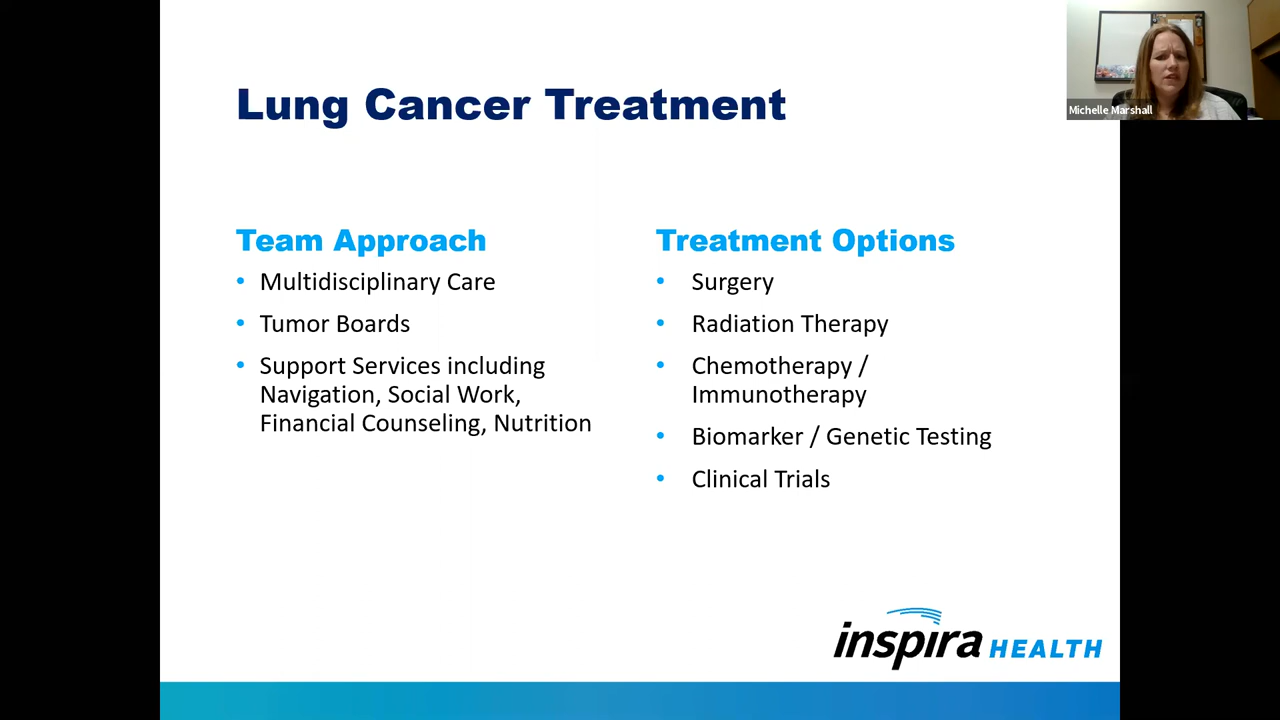 Lung Cancer Treatment
Michelle Marshall
Team Approach
• Multidisciplinary Care
• Tumor Boards
• Support Services including
Navigation, Social Work,
Financial Counseling, Nutrition
Treatment Options
• Surgery
• Radiation Therapy
• Chemotherapy /
Immunotherapy
• Biomarker / Genetic Testing
• Clinical Trials
inspira HEALTH